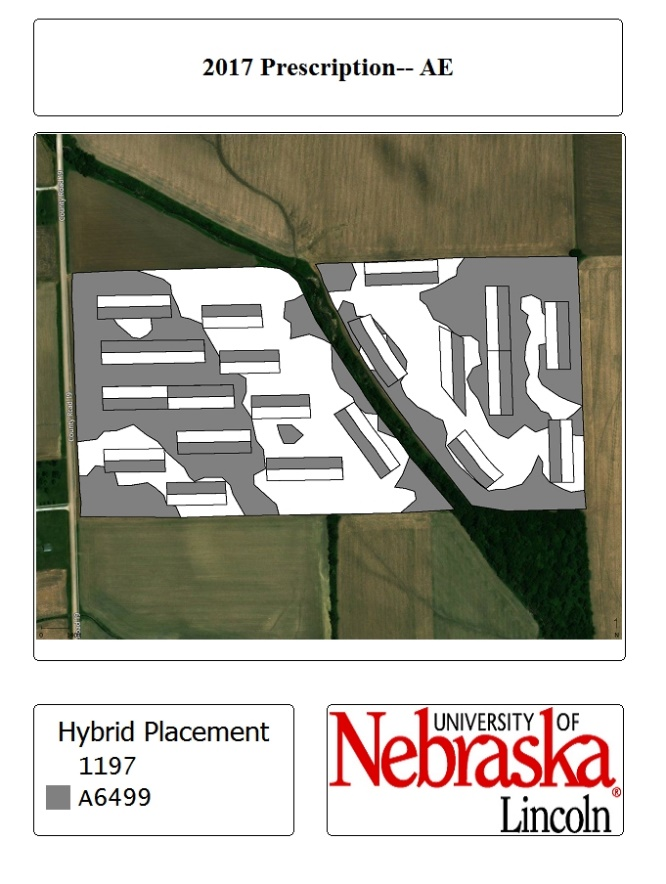 2017 Prescription-- AE
Hybrid Placement
1197
A6499
UNIVERSITY OF
Nebraska®
Lincoln